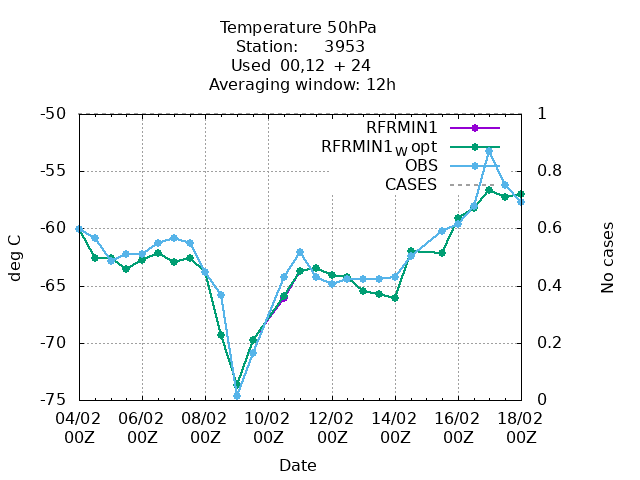 Temperature 50hPa
Station: 3953
Used 00,12 + 24
Averaging window: 12h
-50 1
RFRMIN1
RFRMIN1w opt
OBS
CASES
-55 0.8
-60 0.6
-65 0.4
-70 0.2
-75 0
deg C
No cases
04/02 06/02 08/02 10/02 12/02 14/02 16/02 18/02
00Z 00Z 00Z 00Z 00Z 00Z 00Z 00Z
Date